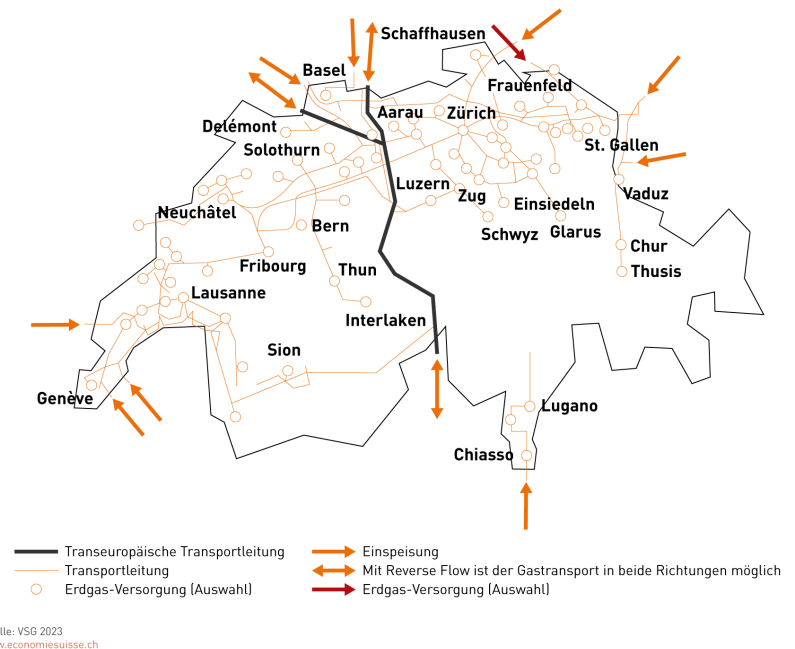 Schaffhausen
Basel
Frauenfeld
Aarau
Zürich
Delémont
St. Gallen
Solothurn
Luzern
Zug
Vaduz
Einsiedeln
Neuchâtel
Bern
Schwyz
Glarus
Chur
Fribourg
Thun
Thusis
Lausanne
Interlaken
Sion
Genève
Lugano
Chiasso
Transeuropäische Transportleitung
Transportleitung
Erdgas-Versorgung (Auswahl)
Einspeisung
Mit Reverse Flow ist der Gastransport in beide Richtungen möglich
Erdgas-Versorgung (Auswahl)
lle: VSG 2023
w.economiesuisse.ch